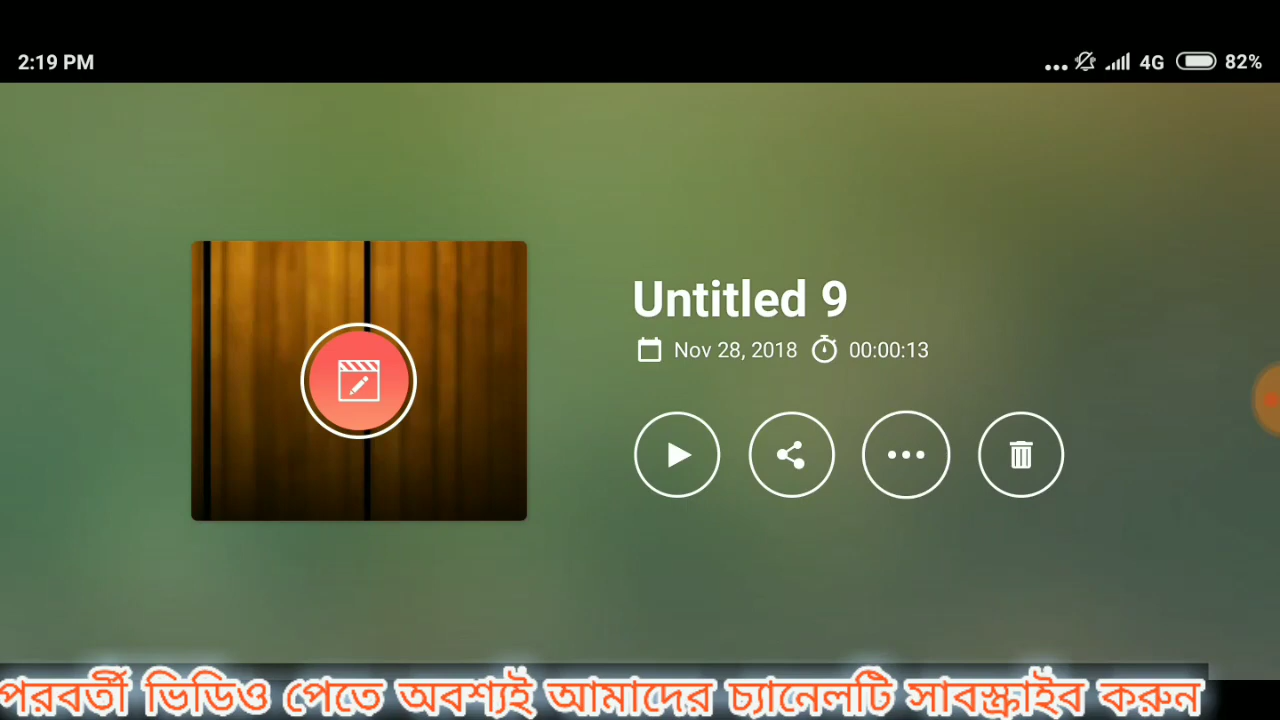 2:19 PM
4G 82%
Untitled 9
Nov 28, 2018 00:00:13
পরবর্তী ভিডিও পেতে অবশ্যই আমাদের চ্যানেলটি সাবস্ক্রাইব করুন